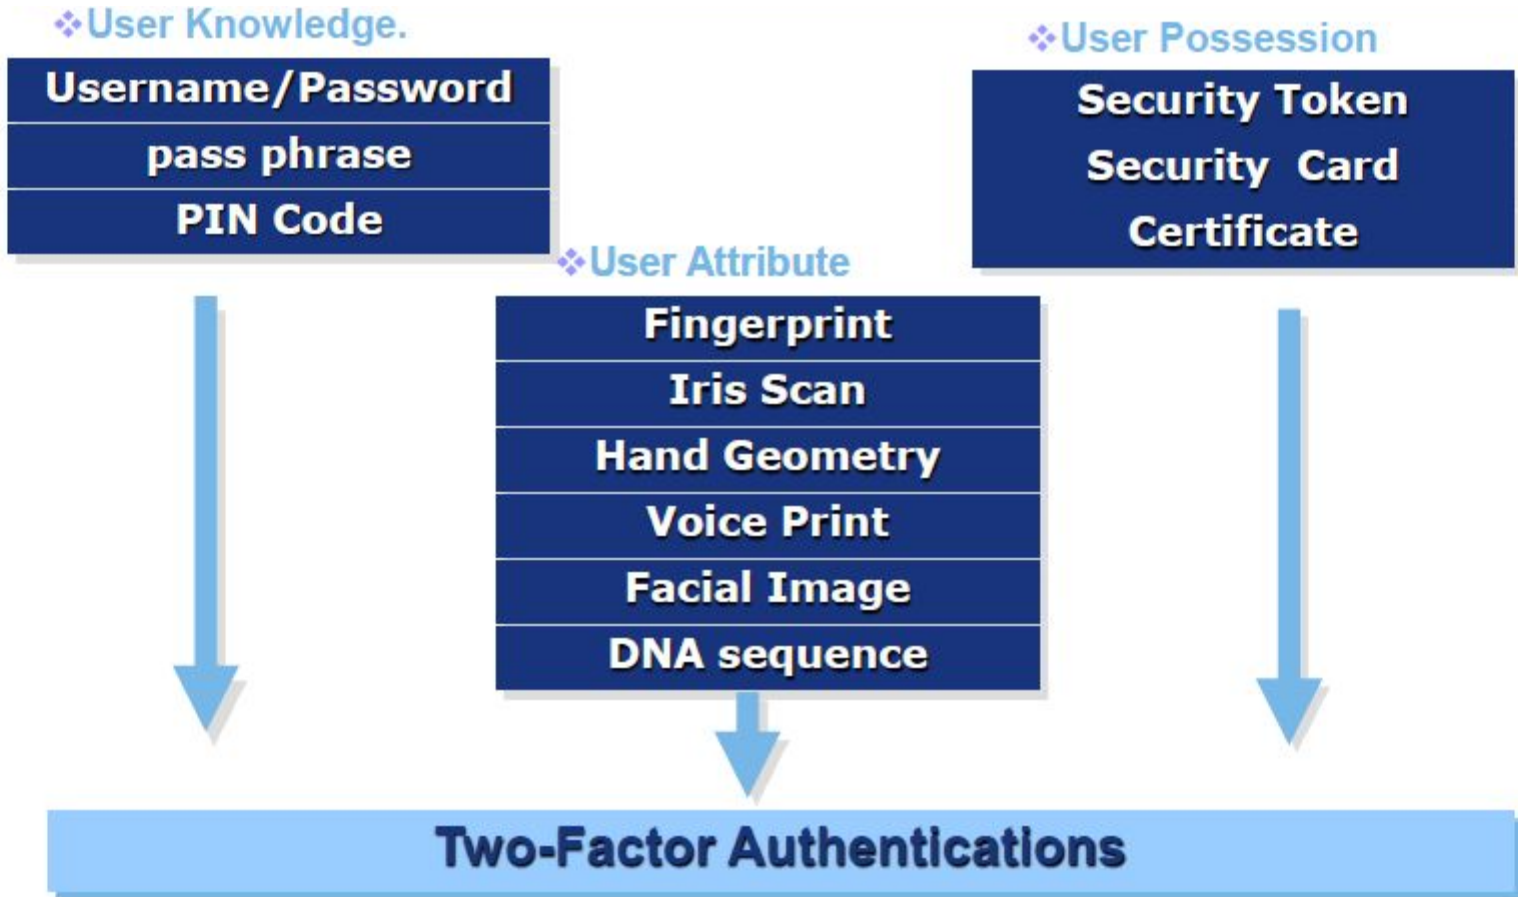 ❖User Knowledge.
Username/Password
pass phrase
PIN Code
❖User Attribute
Fingerprint
Iris Scan
Hand Geometry
Voice Print
Facial Image
DNA sequence
❖User Possession
Security Token
Security  Card
Certificate
Two-Factor Authentications